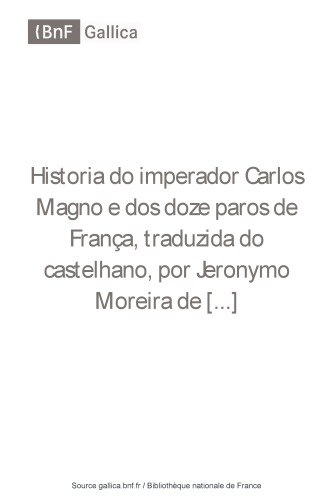 (BnF Gallica
Historia do imperador Carlos
Magno e dos doze paros de
França, traduzida do
castelhano, por Jeronymo
Moreira de [...]
Source gallica.bnf.fr / Bibliothèque nationale de France